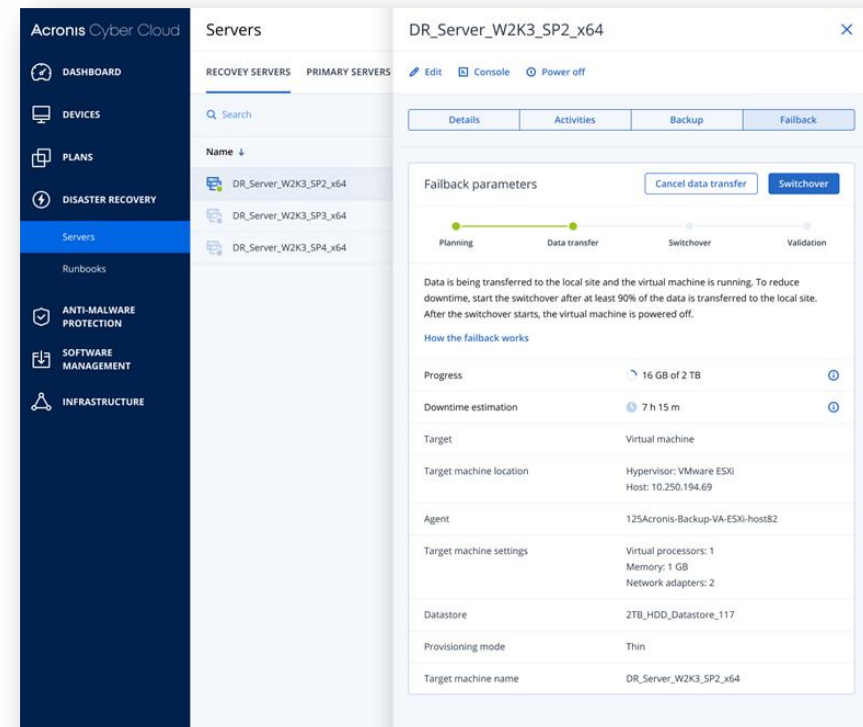 Acronis Cyber Cloud
DASHBOARD
DEVICES
PLANS
DISASTER RECOVERY
Servers
Runbooks
ANTI-MALWARE
PROTECTION
SOFTWARE
MANAGEMENT
INFRASTRUCTURE
Servers
RECOVEY SERVERS PRIMARY SERVERS
Search
Name
DR_Server_W2K3_SP2_x64
DR_Server_W2K3_SP3_x64
DR_Server_W2K3_SP4_x64
DR_Server_W2K3_SP2_x64
Edit Console Power off
Details Activities Backup Failback
Failback parameters Cancel data transfer Switchover
Planning Data transfer Switchover Validation
Data is being transferred to the local site and the virtual machine is running. To reduce
downtime, start the switchover after at least 90% of the data is transferred to the local site.
After the switchover starts, the virtual machine is powered off.
How the failback works
Progress 16 GB of 2 TB
Downtime estimation 7 h 15 m
Target Virtual machine
Target machine location Hypervisor: VMware ESXi
Host: 10.250.194.69
Agent 125Acronis-Backup-VA-ESXi-host82
Target machine settings Virtual processors: 1
Memory: 1 GB
Network adapters: 2
Datastore 2TB_HDD_Datastore_117
Provisioning mode Thin
Target machine name DR_Server_W2K3_SP2_x64